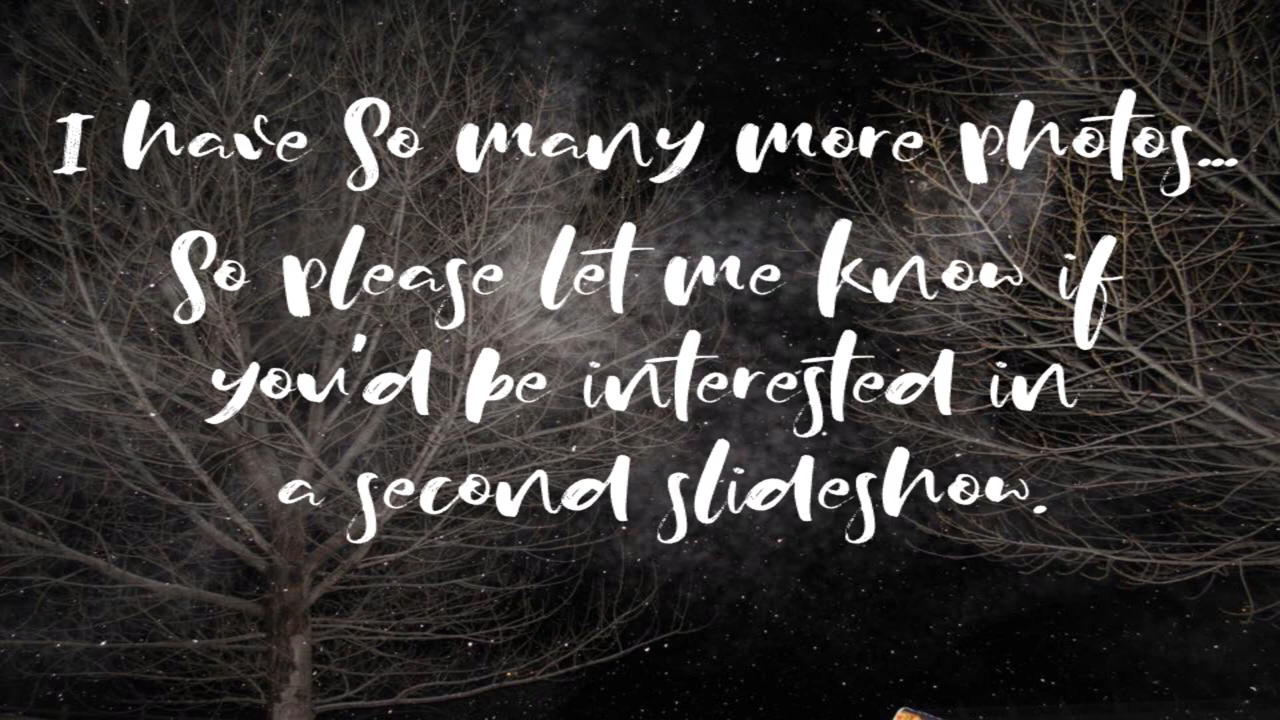 I have So many more photos...
So please let me know if
you'd be interested in
a second slideshow.